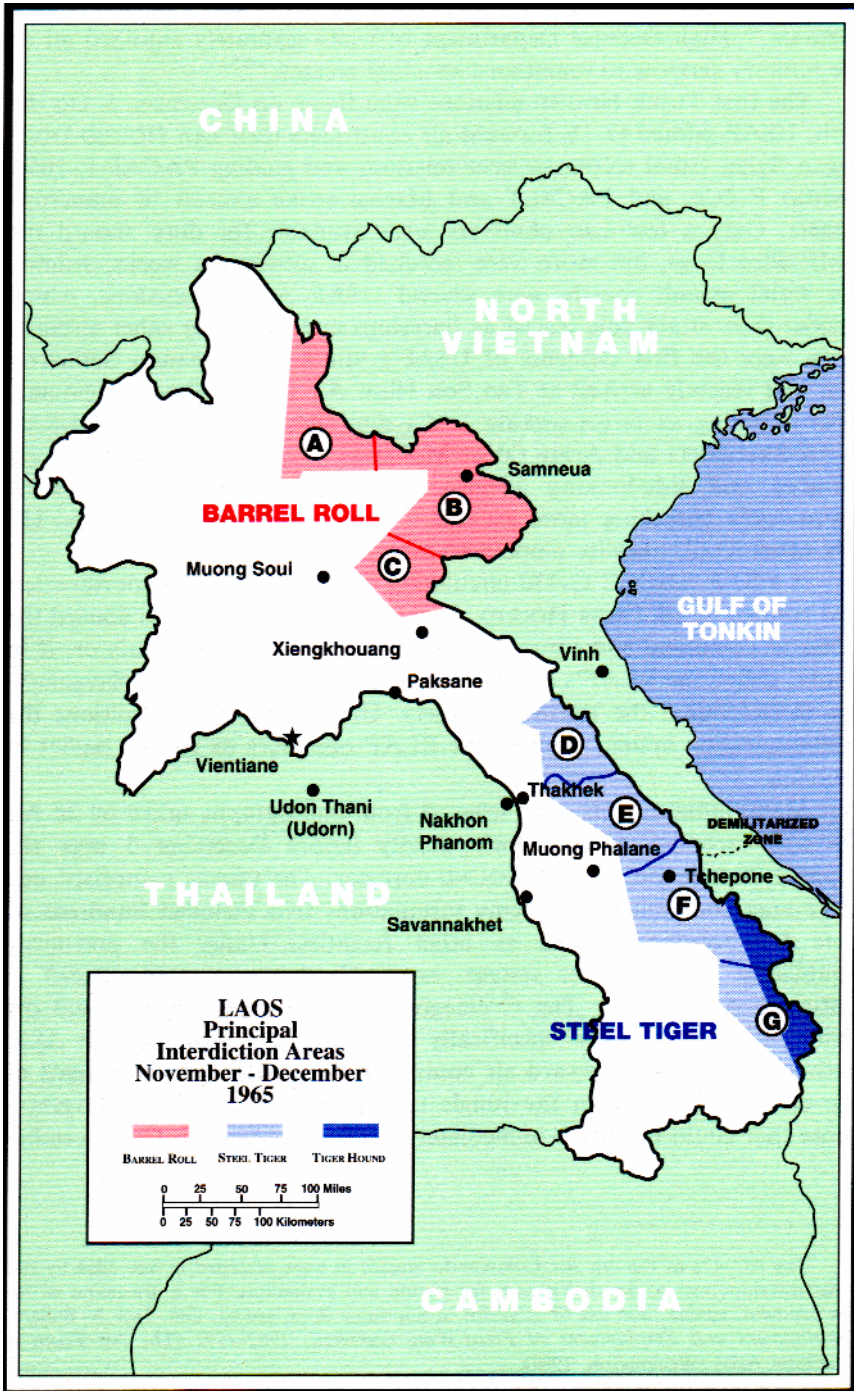 CHINA
NORTH
VIETNAM
A
Samneua
BARREL ROLL
B
C
Muong Soui
GULF OF
TONKIN
Xiengkhouang
Vinh
Paksane
D
Vientiane
Thakhek
Udon Thani
(Udorn)
Nakhon
Phanom
E
DEMILITARIZED
ZONE
Muong Phalane
Tchepone
THAILAND
F
Savannakhet
LAOS
Principal
Interdiction Areas
November - December
1965
STEEL TIGER
G
BARREL ROLL
STEEL TIGER
TIGER HOUND
0 25 50 75 100 Miles
0 25 50 75 100 Kilometers
CAMBODIA